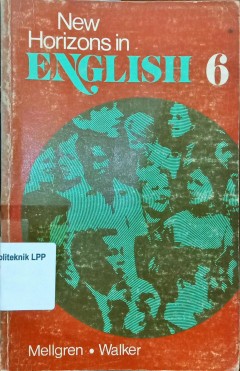 New
Horizons in
ENGLISH 6
oliteknik LPP
Mellgren • Walker